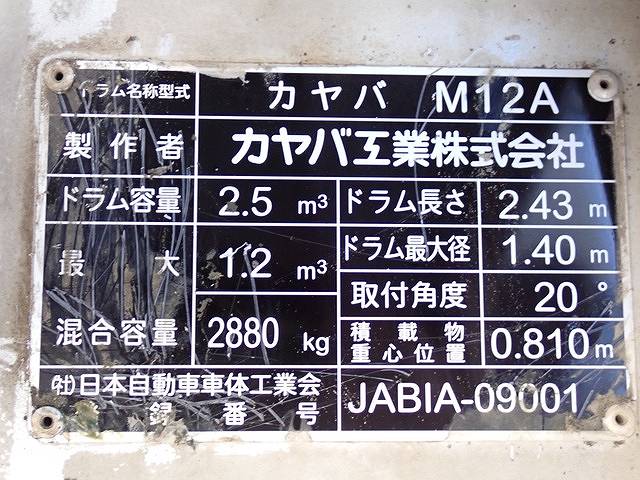 ドラム名称型式 カヤバ M12A
製作者 カヤバ工業株式会社
ドラム容量 2.5 m³ ドラム長さ 2.43 m
最大 1.2 m³ ドラム最大径 1.40 m
取付角度 20°
混合容量 2880 kg 積載物重心位置 0.810 m
㈳日本自動車車体工業会
録番号 JABIA-09001